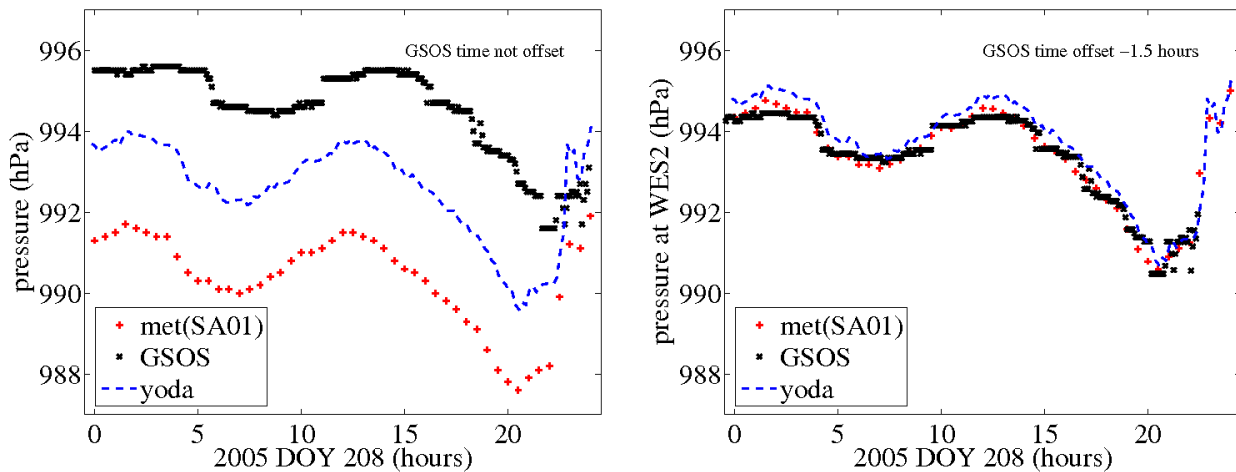 GSOS time not offset
996
994
992
990
988
pressure (hPa)
met(SA01)
GSOS
yoda
0 5 10 15 20
2005 DOY 208 (hours)
GSOS time offset −1.5 hours
996
994
992
990
988
pressure at WES2 (hPa)
met(SA01)
GSOS
yoda
0 5 10 15 20
2005 DOY 208 (hours)